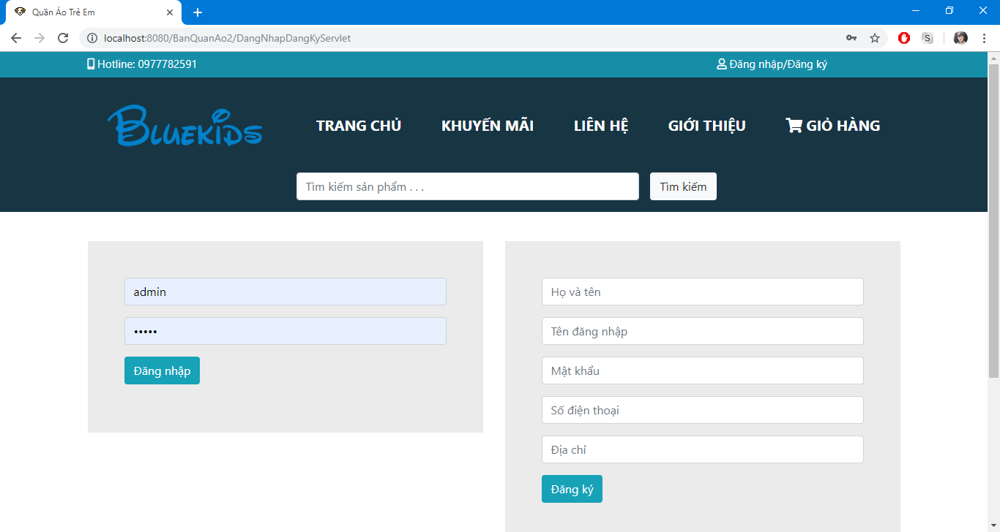 Quần Áo Trẻ Em
localhost:8080/BanQuanAo2/DangNhapDangKyServlet
S
Hotline: 0977782591
Đăng nhập/Đăng ký
BLUEKIDS
TRANG CHỦ
KHUYẾN MÃI
LIÊN HỆ
GIỚI THIỆU
GIỎ HÀNG
Tìm kiếm sản phẩm . . .
Tìm kiếm
admin
•••••
Đăng nhập
Họ và tên
Tên đăng nhập
Mật khẩu
Số điện thoại
Địa chỉ
Đăng ký